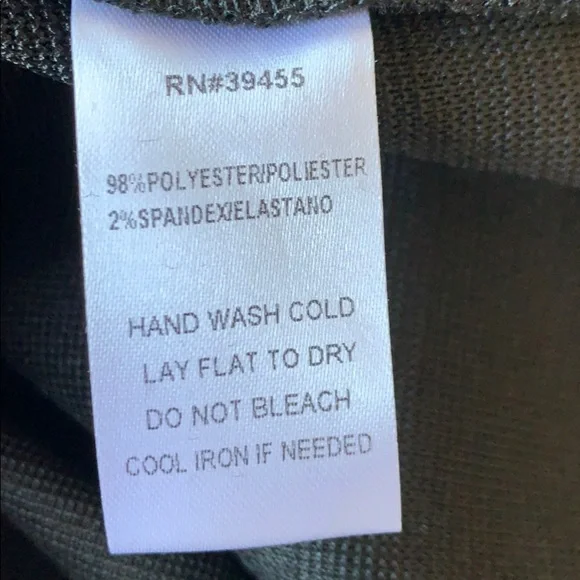 RN#39455
98%POLYESTER/POLIESTER
2%SPANDEX/ELASTANO
HAND WASH COLD
LAY FLAT TO DRY
DO NOT BLEACH
COOL IRON IF NEEDED